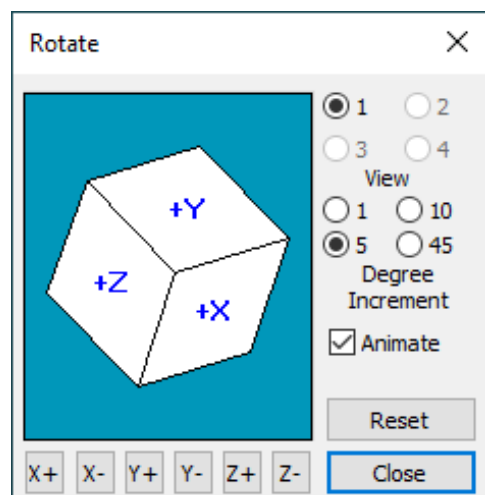 Rotate
1 2
3 4
View
1 10
5 45
Degree
Increment
Animate
+Y
+Z
+X
Reset
X+ X- Y+ Y- Z+ Z- Close